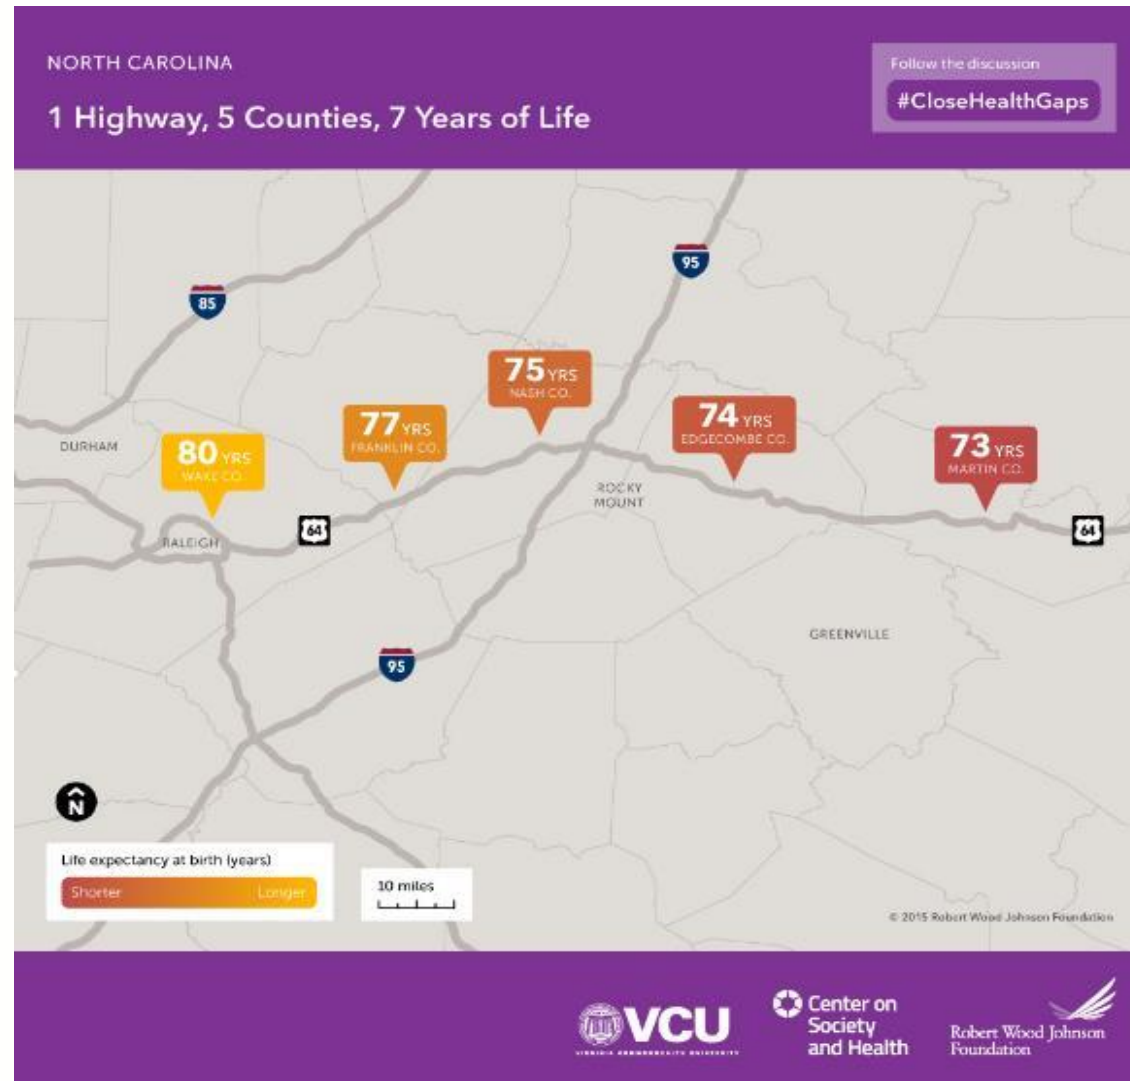 NORTH CAROLINA
1 Highway, 5 Counties, 7 Years of Life
Follow the discussion
#CloseHealthGaps
95
85
75 YRS
NASH CO.
77 YRS
FRANKLIN CO.
74 YRS
EDGECOMBE CO.
DURHAM
80 YRS
WAKE CO.
73 YRS
MARTIN CO.
ROCKY
MOUNT
64
RALEIGH
64
GREENVILLE
95
N
Life expectancy at birth (years)
Shorter
Longer
10 miles
© 2015 Robert Wood Johnson Foundation
VCU
VIRGINIA COMMONWEALTH UNIVERSITY
Center on
Society
and Health
Robert Wood Johnson
Foundation